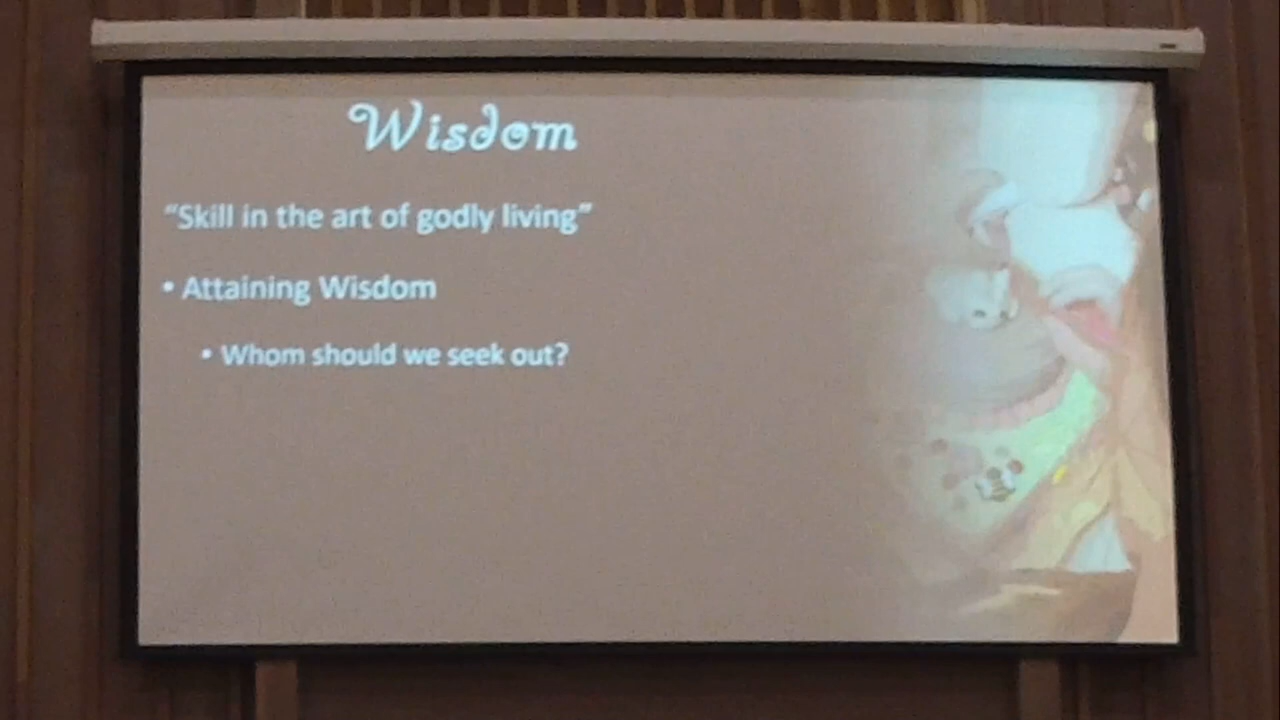 Wisdom
“Skill in the art of godly living”
• Attaining Wisdom
• Whom should we seek out?